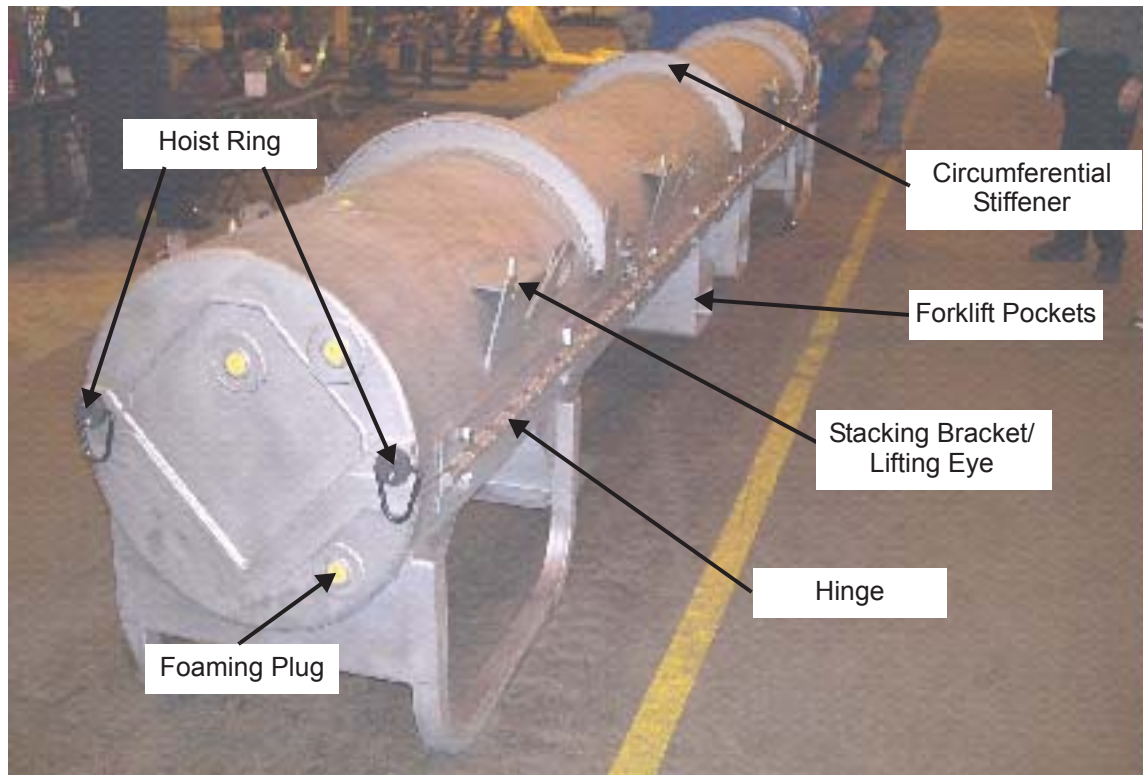 Hoist Ring
Circumferential
Stiffener
Forklift Pockets
Stacking Bracket/
Lifting Eye
Hinge
Foaming Plug